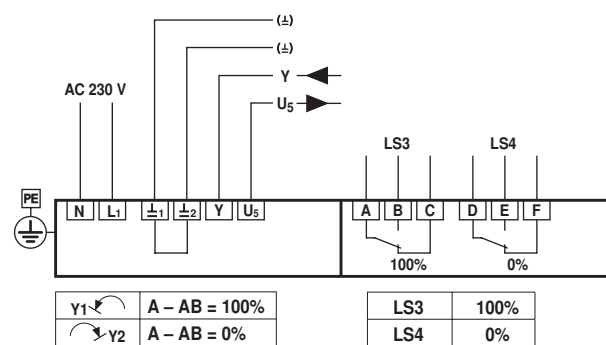 (⊥)
(⊥)
Y
U5
AC 230 V
LS3 LS4
PE
N L1 ⊥1 ⊥2 Y U5 A B C D E F
100% 0%
Y1 A – AB = 100%
Y2 A – AB = 0%
LS3 100%
LS4 0%